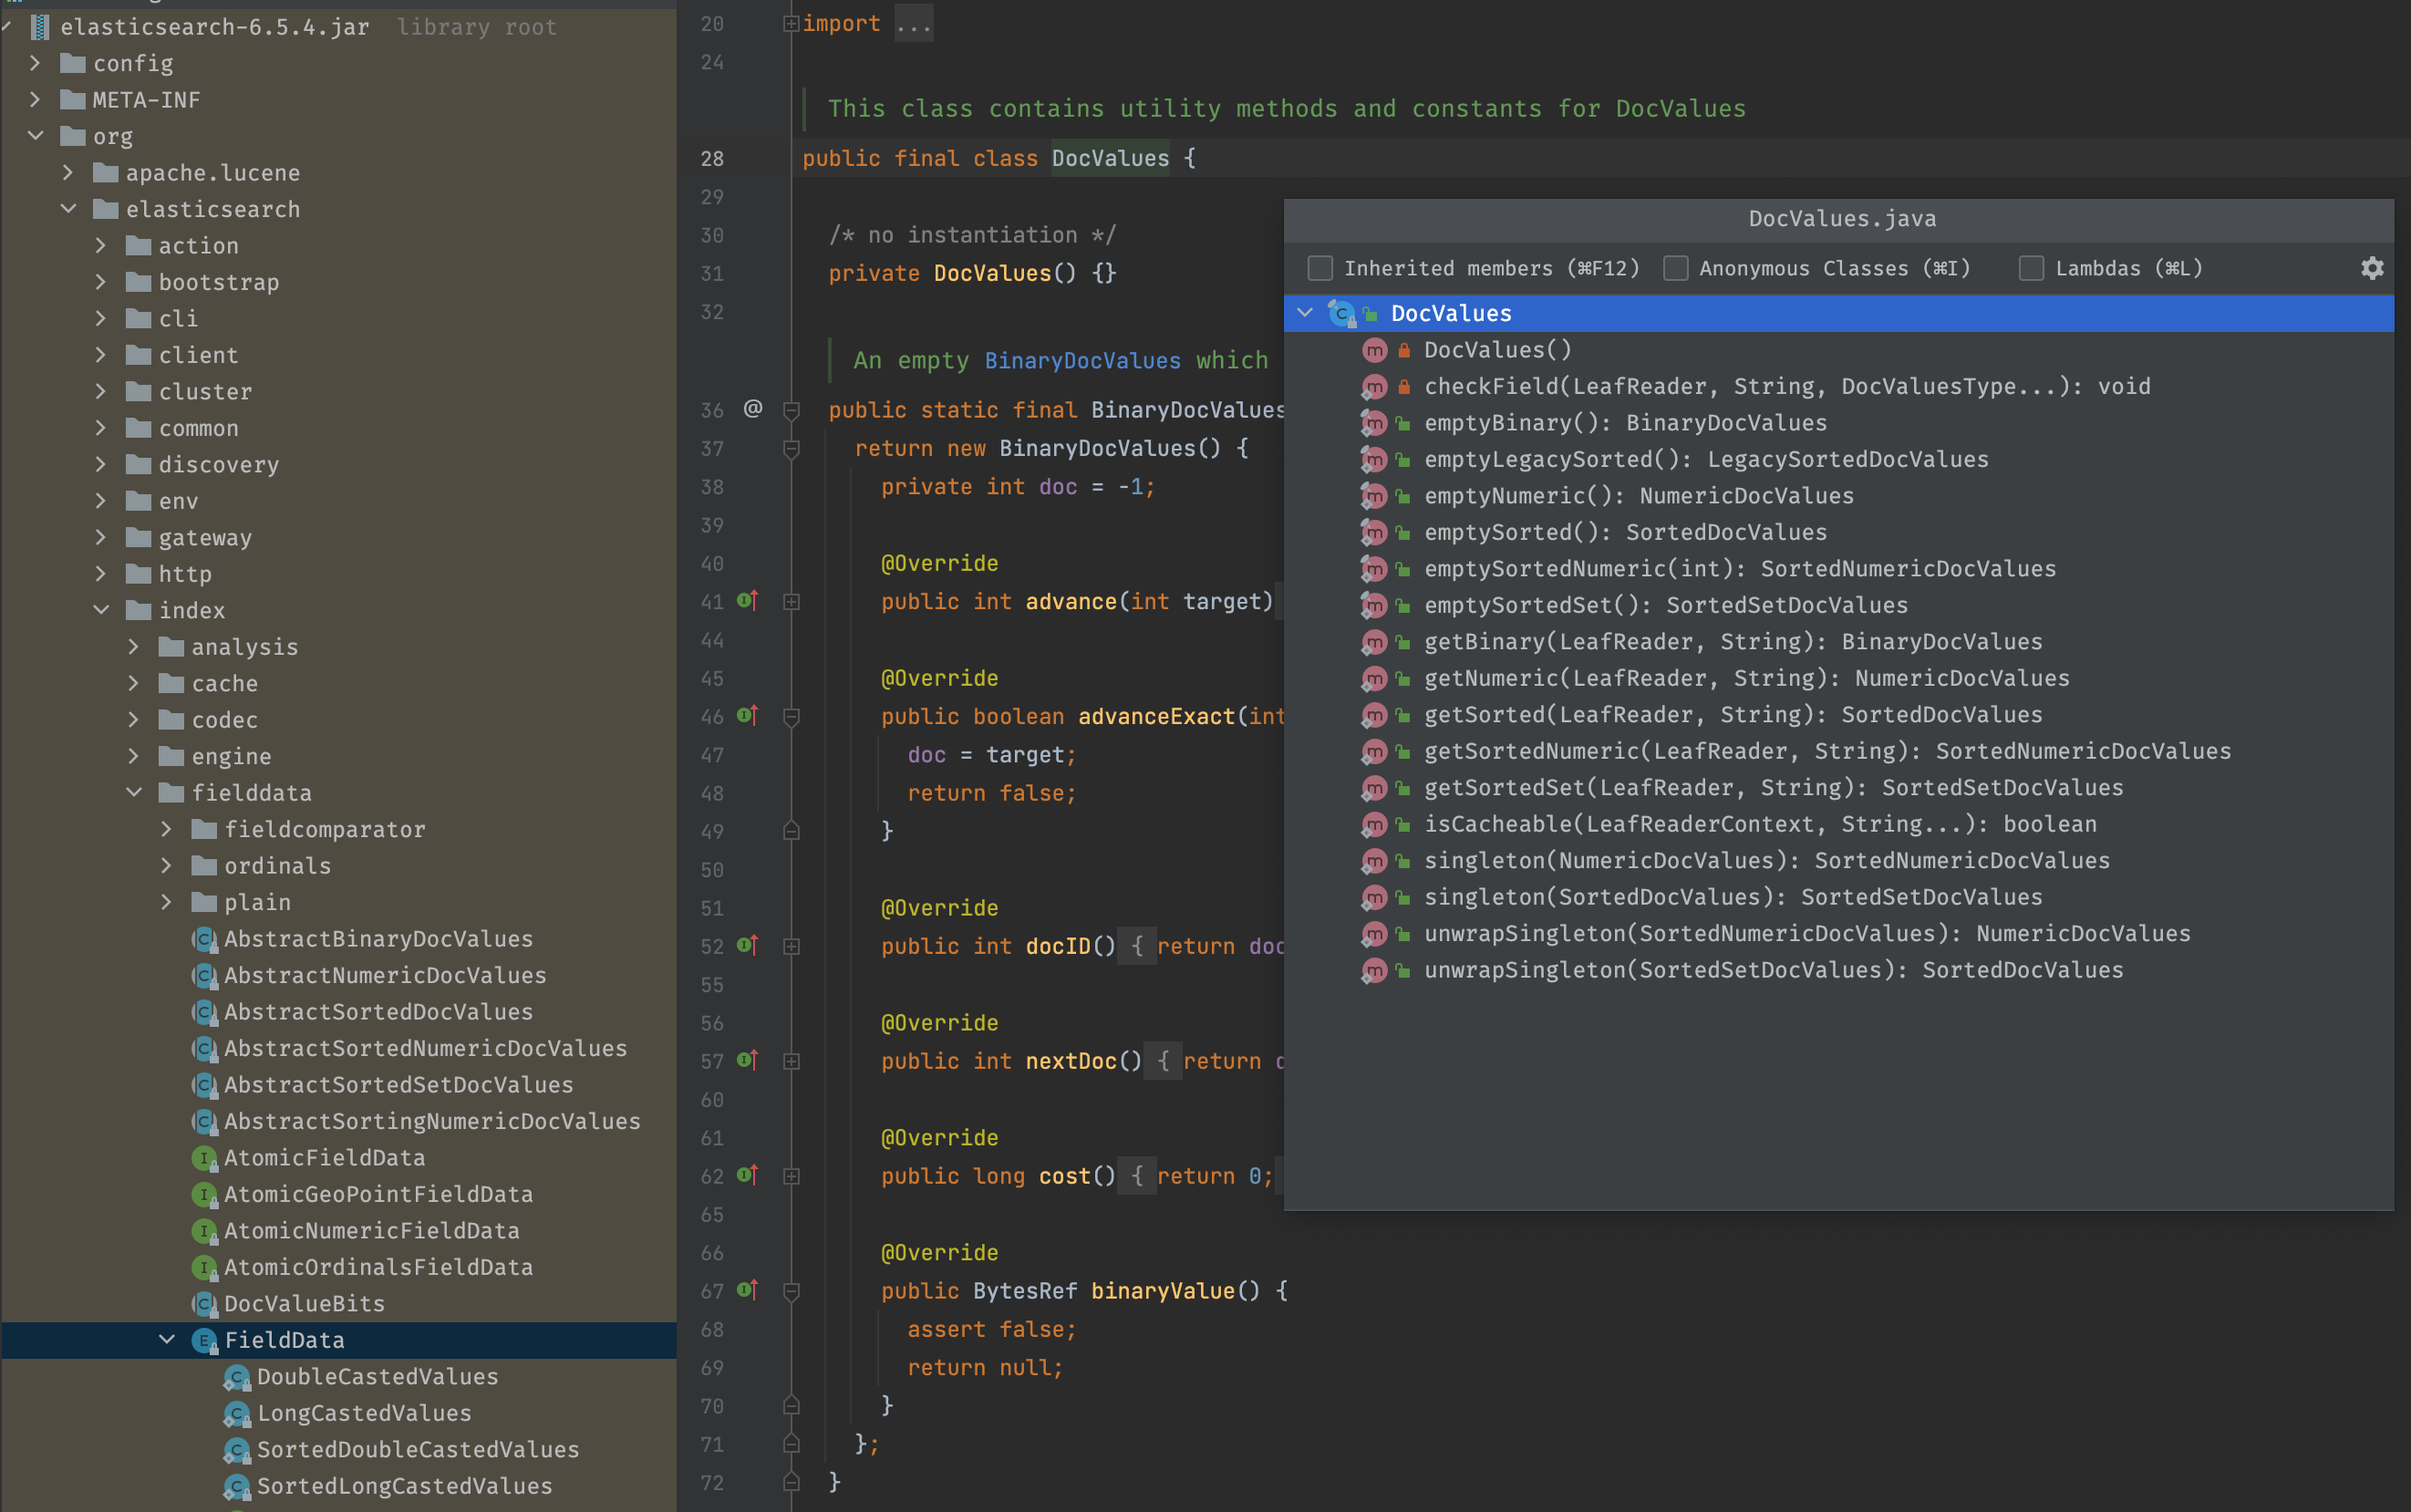 elasticsearch-6.5.4.jar library root
config
META-INF
org
apache.lucene
elasticsearch
action
bootstrap
cli
client
cluster
common
discovery
env
gateway
http
index
analysis
cache
codec
engine
fielddata
fieldcomparator
ordinals
plain
AbstractBinaryDocValues
AbstractNumericDocValues
AbstractSortedDocValues
AbstractSortedNumericDocValues
AbstractSortedSetDocValues
AbstractSortingNumericDocValues
AtomicFieldData
AtomicGeoPointFieldData
AtomicNumericFieldData
AtomicOrdinalsFieldData
DocValueBits
FieldData
DoubleCastedValues
LongCastedValues
SortedDoubleCastedValues
SortedLongCastedValues
20 import ...
24
This class contains utility methods and constants for DocValues
28 public final class DocValues {
29
30 /* no instantiation */
31 private DocValues() {}
32
An empty BinaryDocValues which
36 @ public static final BinaryDocValues
37 return new BinaryDocValues() {
38 private int doc = -1;
39
40 @Override
41 public int advance(int target)
44
45 @Override
46 public boolean advanceExact(int
47 doc = target;
48 return false;
49 }
50
51 @Override
52 public int docID() { return doc
55
56 @Override
57 public int nextDoc() { return d
60
61 @Override
62 public long cost() { return 0;
65
66 @Override
67 public BytesRef binaryValue() {
68 assert false;
69 return null;
70 }
71 };
72 }
DocValues.java
Inherited members (⌘F12) Anonymous Classes (⌘I) Lambdas (⌘L)
DocValues
DocValues()
checkField(LeafReader, String, DocValuesType...): void
emptyBinary(): BinaryDocValues
emptyLegacySorted(): LegacySortedDocValues
emptyNumeric(): NumericDocValues
emptySorted(): SortedDocValues
emptySortedNumeric(int): SortedNumericDocValues
emptySortedSet(): SortedSetDocValues
getBinary(LeafReader, String): BinaryDocValues
getNumeric(LeafReader, String): NumericDocValues
getSorted(LeafReader, String): SortedDocValues
getSortedNumeric(LeafReader, String): SortedNumericDocValues
getSortedSet(LeafReader, String): SortedSetDocValues
isCacheable(LeafReaderContext, String...): boolean
singleton(NumericDocValues): SortedNumericDocValues
singleton(SortedDocValues): SortedSetDocValues
unwrapSingleton(SortedNumericDocValues): NumericDocValues
unwrapSingleton(SortedSetDocValues): SortedDocValues